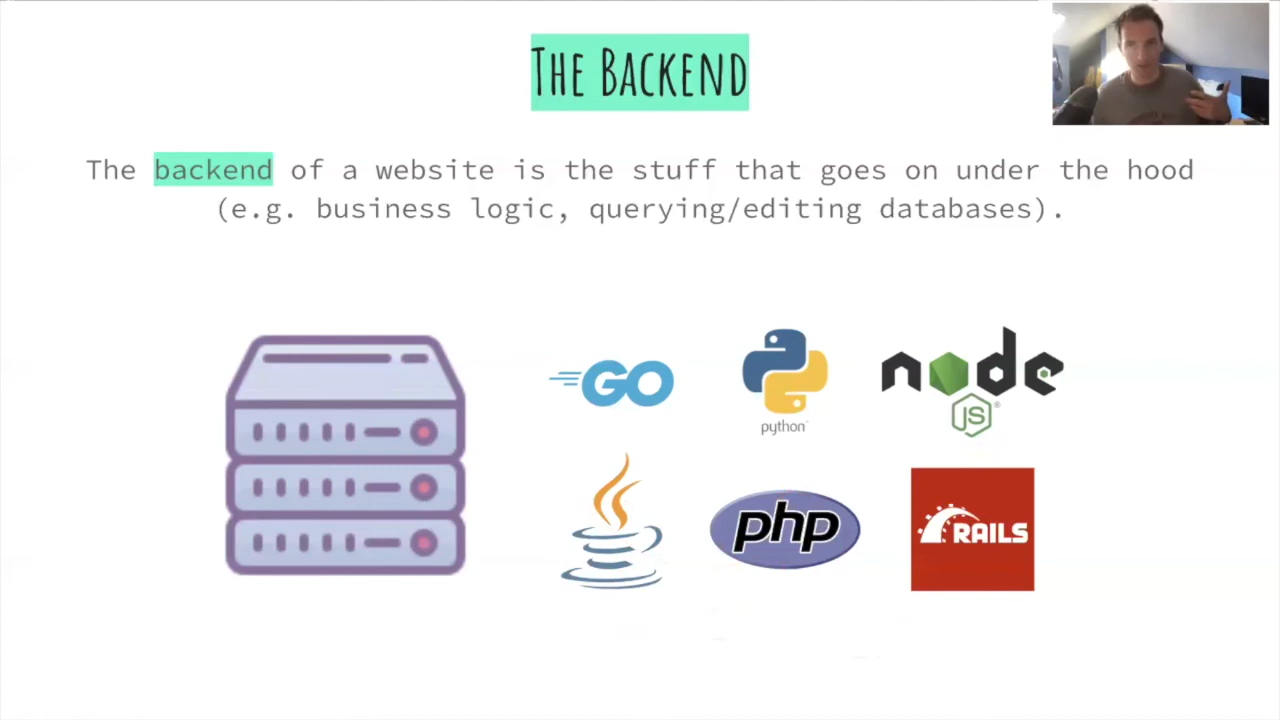 THE BACKEND
The backend of a website is the stuff that goes on under the hood
(e.g. business logic, querying/editing databases).
GO
python
node
JS
php
RAILS